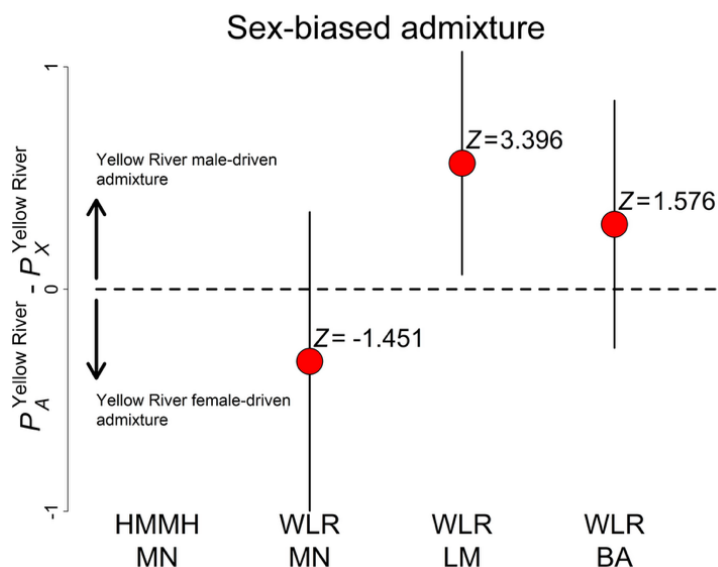 Sex-biased admixture
P_A^Yellow River - P_X^Yellow River
1
0
-1
Yellow River male-driven
admixture
Yellow River female-driven
admixture
Z= -1.451
Z=3.396
Z=1.576
HMMH
MN
WLR
MN
WLR
LM
WLR
BA